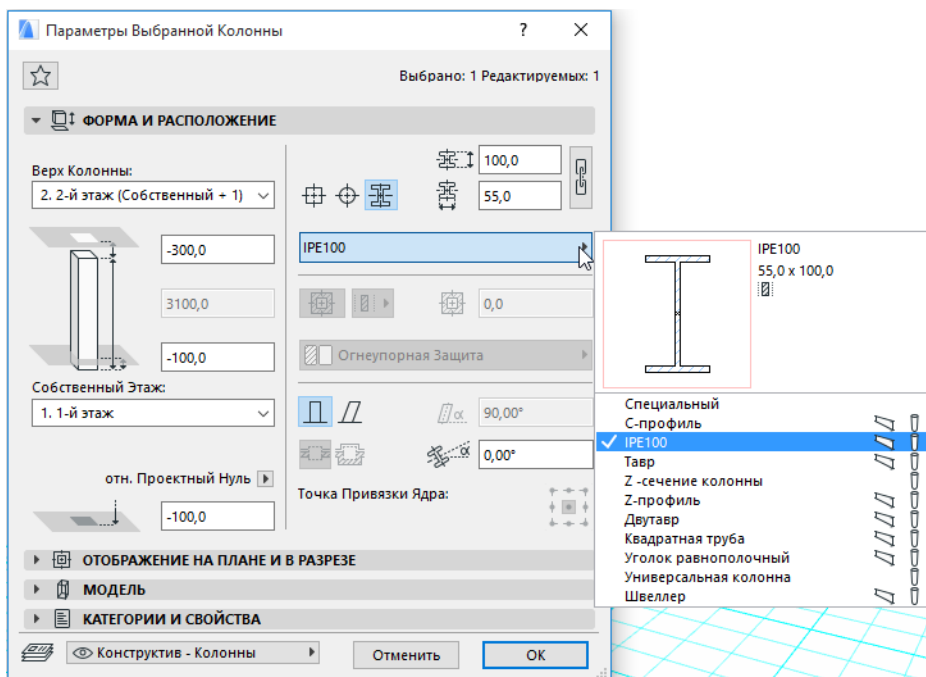 Параметры Выбранной Колонны
?
Выбрано: 1 Редактируемых: 1
ФОРМА И РАСПОЛОЖЕНИЕ
Верх Колонны:
2. 2-й этаж (Собственный + 1)
-300,0
3100,0
-100,0
Собственный Этаж:
1. 1-й этаж
отн. Проектный Нуль
-100,0
100,0
55,0
IPE100
0,0
Огнеупорная Защита
α
90,00°
α
0,00°
Точка Привязки Ядра:
ОТОБРАЖЕНИЕ НА ПЛАНЕ И В РАЗРЕЗЕ
МОДЕЛЬ
КАТЕГОРИИ И СВОЙСТВА
Конструктив - Колонны
Отменить
ОК
IPE100
55,0 x 100,0
Специальный
С-профиль
IPE100
Тавр
Z -сечение колонны
Z-профиль
Двутавр
Квадратная труба
Уголок равнополочный
Универсальная колонна
Швеллер